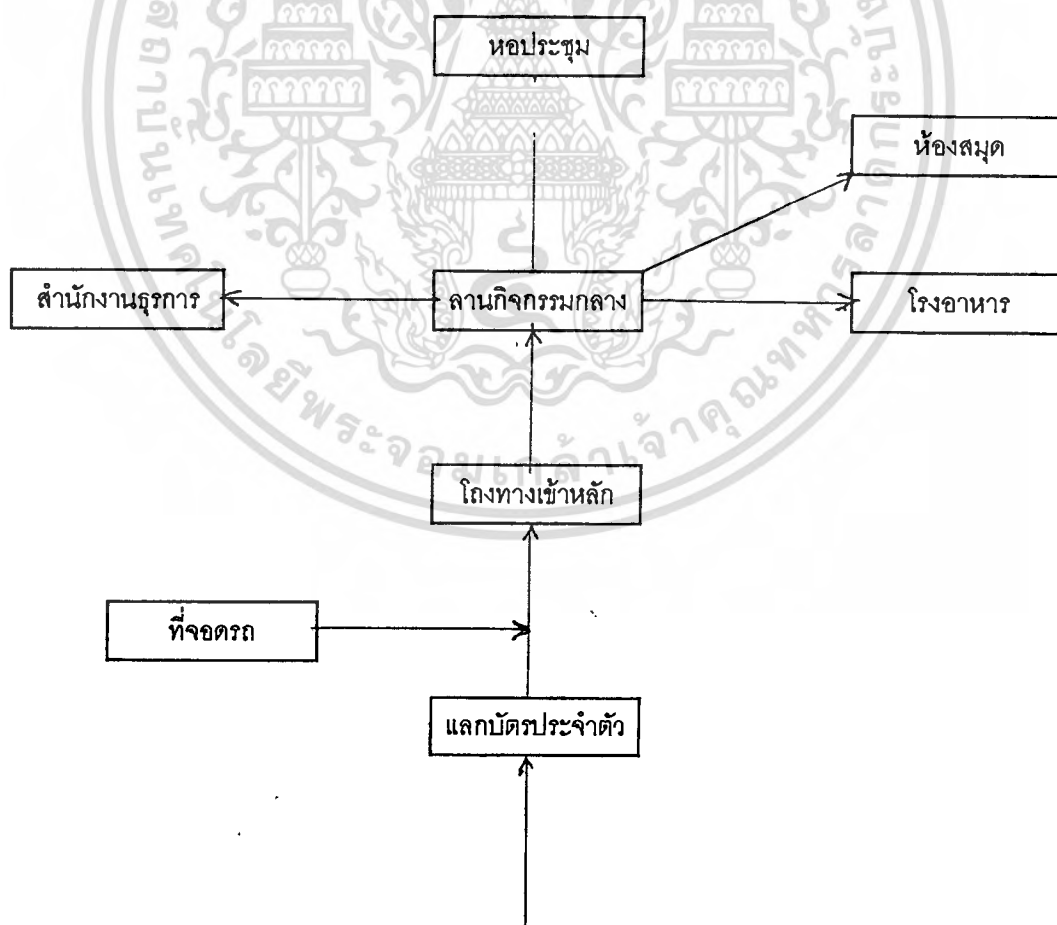 หอประชุม
ห้องสมุด
สำนักงานธุรการ
ลานกิจกรรมกลาง
โรงอาหาร
โถงทางเข้าหลัก
ที่จอดรถ
แลกบัตรประจำตัว